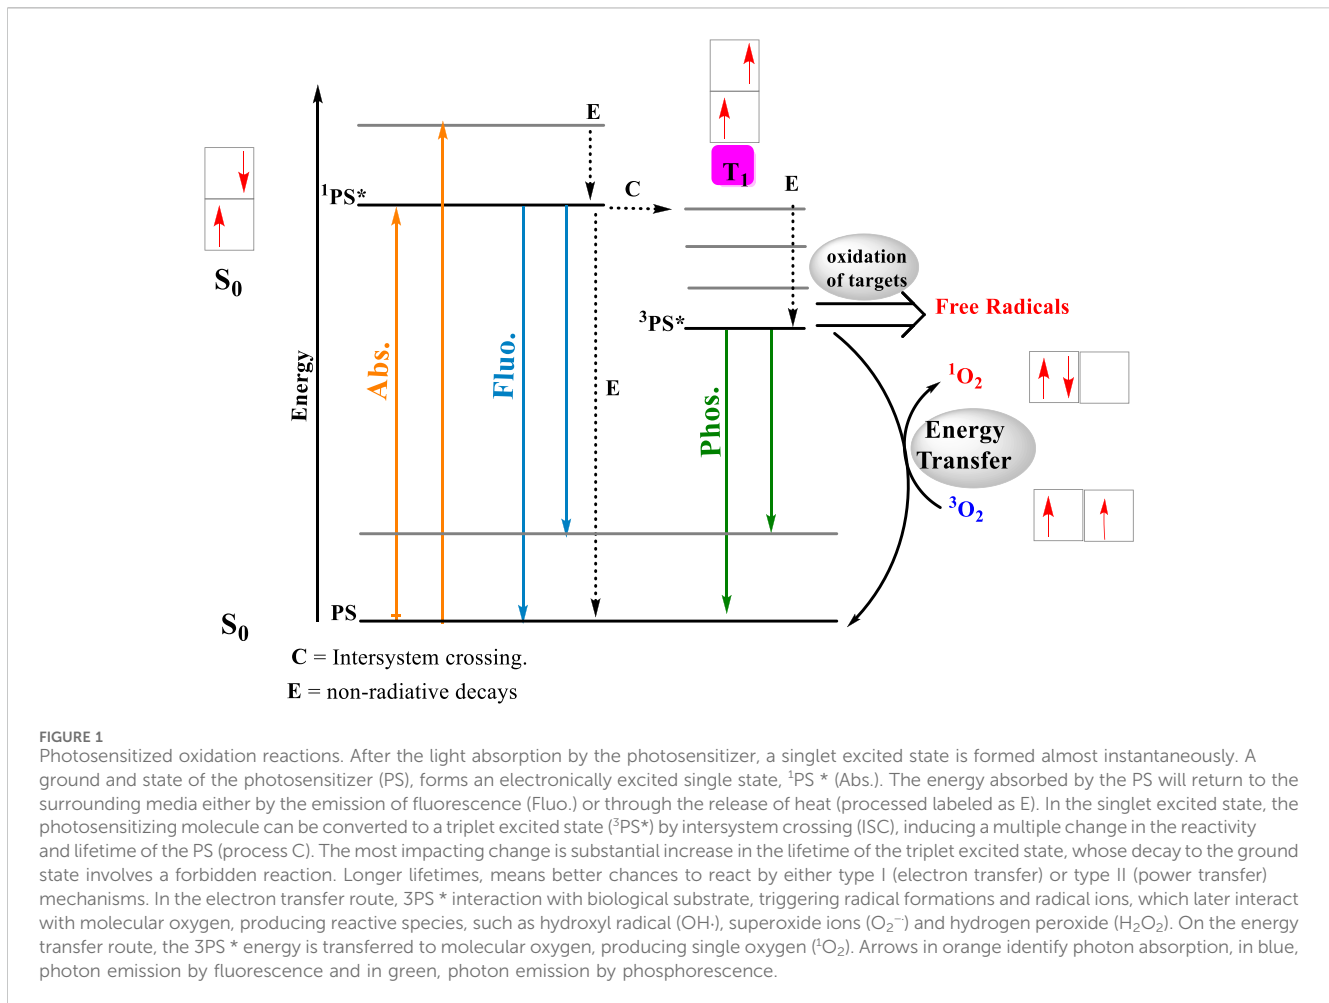 E
T₁
¹PS*
C
E
S₀
oxidation
of targets
³PS*
Free Radicals
Energy
Abs.
Fluo.
E
Phos.
¹O₂
Energy
Transfer
³O₂
PS
S₀
C = Intersystem crossing.
E = non-radiative decays
FIGURE 1
Photosensitized oxidation reactions. After the light absorption by the photosensitizer, a singlet excited state is formed almost instantaneously. A
ground and state of the photosensitizer (PS), forms an electronically excited single state, ¹PS * (Abs.). The energy absorbed by the PS will return to the
surrounding media either by the emission of fluorescence (Fluo.) or through the release of heat (processed labeled as E). In the singlet excited state, the
photosensitizing molecule can be converted to a triplet excited state (³PS*) by intersystem crossing (ISC), inducing a multiple change in the reactivity
and lifetime of the PS (process C). The most impacting change is substantial increase in the lifetime of the triplet excited state, whose decay to the ground
state involves a forbidden reaction. Longer lifetimes, means better chances to react by either type I (electron transfer) or type II (power transfer)
mechanisms. In the electron transfer route, 3PS * interaction with biological substrate, triggering radical formations and radical ions, which later interact
with molecular oxygen, producing reactive species, such as hydroxyl radical (OH·), superoxide ions (O₂⁻·) and hydrogen peroxide (H₂O₂). On the energy
transfer route, the 3PS * energy is transferred to molecular oxygen, producing single oxygen (¹O₂). Arrows in orange identify photon absorption, in blue,
photon emission by fluorescence and in green, photon emission by phosphorescence.